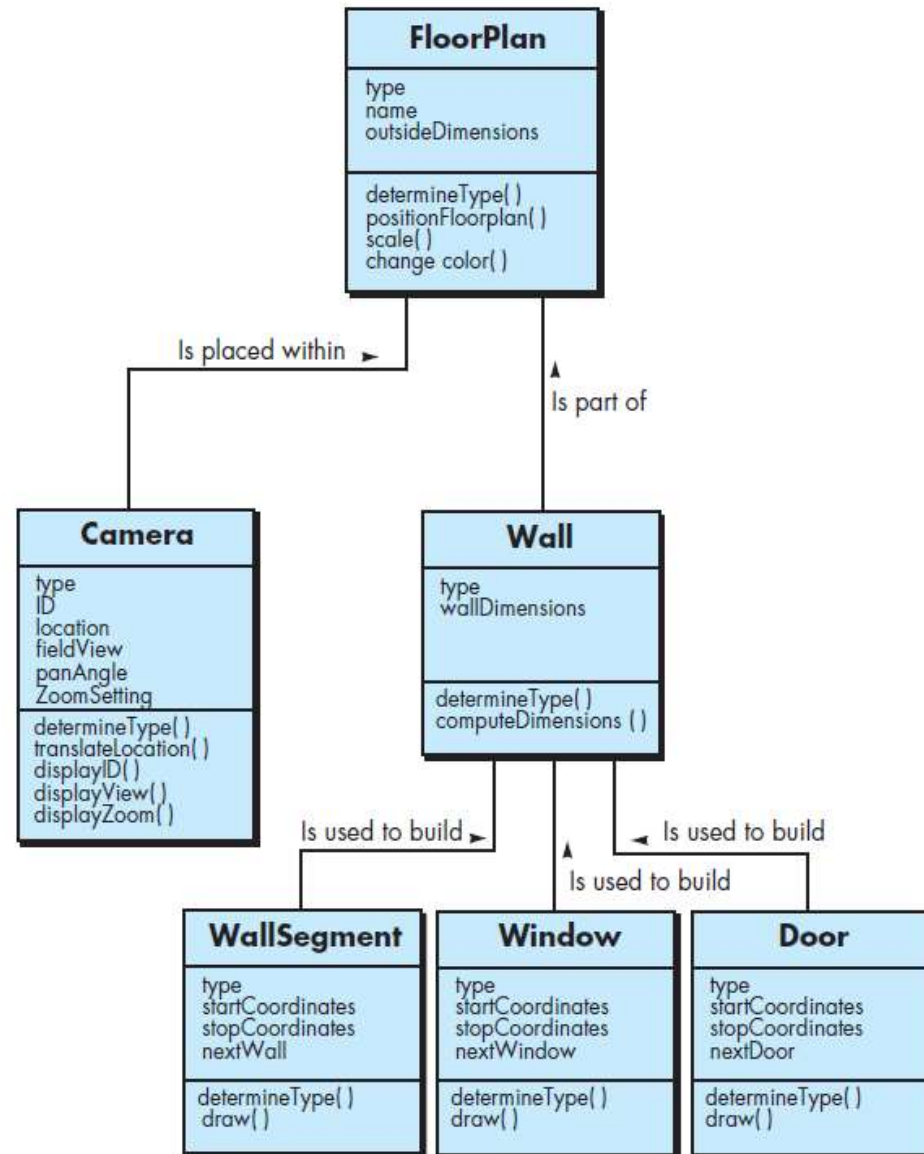 FloorPlan
type
name
outsideDimensions
determineType( )
positionFloorplan( )
scale( )
change color( )
Is placed within
Is part of
Camera
type
ID
location
fieldView
panAngle
ZoomSetting
determineType( )
translateLocation( )
displayID( )
displayView( )
displayZoom( )
Wall
type
wallDimensions
determineType( )
computeDimensions ( )
Is used to build
Is used to build
Is used to build
WallSegment
type
startCoordinates
stopCoordinates
nextWall
determineType( )
draw( )
Window
type
startCoordinates
stopCoordinates
nextWindow
determineType( )
draw( )
Door
type
startCoordinates
stopCoordinates
nextDoor
determineType( )
draw( )